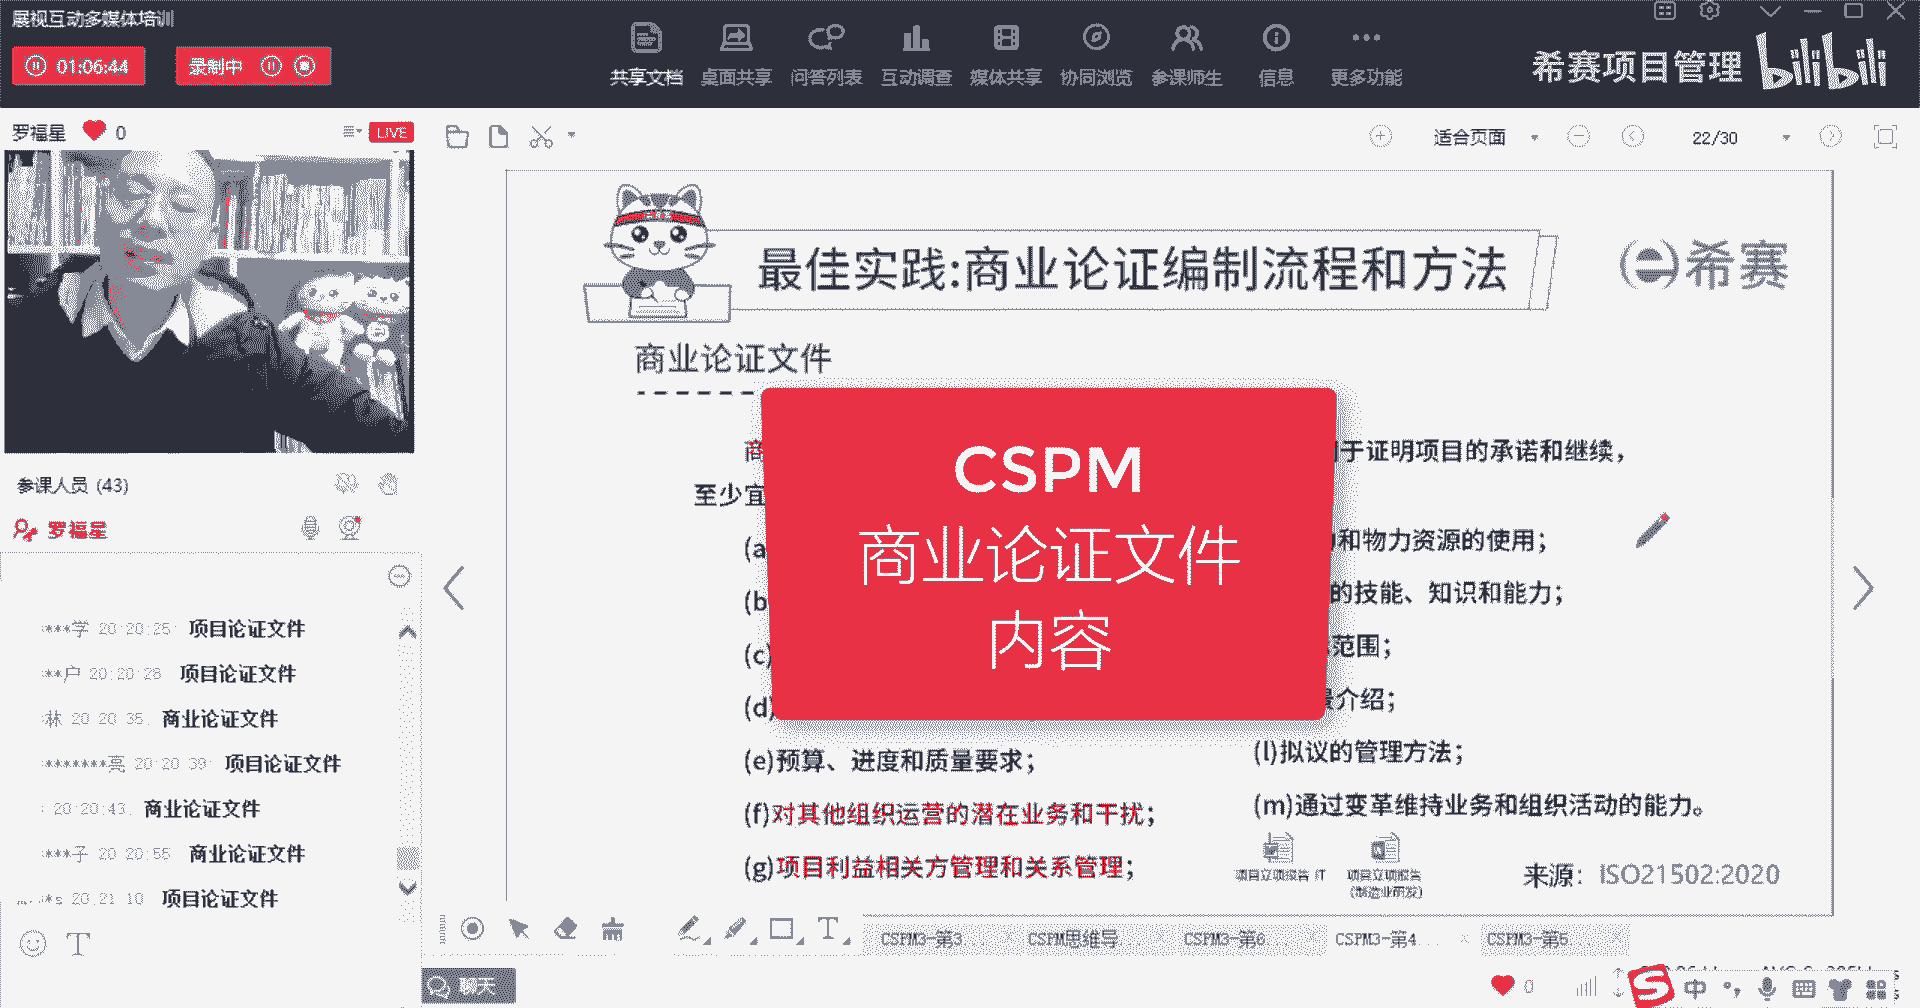 展视互动多媒体培训
01:06:44
录制中
共享文档 桌面共享 问答列表 互动调查 媒体共享 协同浏览 参课师生 信息 更多功能
希赛项目管理 bilibili
罗福星 0
LIVE
适合页面
22/30
最佳实践:商业论证编制流程和方法
希赛
商业论证文件
商
于证明项目的承诺和继续，
至少宜
CSPM
商业论证文件
内容
(a
(b
(c)
(d)
(e)预算、进度和质量要求；
(f)对其他组织运营的潜在业务和干扰；
(g)项目利益相关方管理和关系管理；
和物力资源的使用；
的技能、知识和能力；
范围；
介绍；
(l)拟议的管理方法；
(m)通过变革维持业务和组织活动的能力。
项目立项报告 IT
项目立项报告
(制造业研发)
来源：ISO21502:2020
参课人员 (43)
罗福星
***学 20:20:25 项目论证文件
**户 20:20:28 项目论证文件
林 20:20:35 商业论证文件
*******亮 20:20:39 项目论证文件
20:20:43 商业论证文件
***子 20:20:55 商业论证文件
*s 20:21:10 项目论证文件
T
T
CSPM3-第3...
CSPM思维导...
CSPM3-第6...
CSPM3-第4...
CSPM3-第5...
聊天
0
S 中